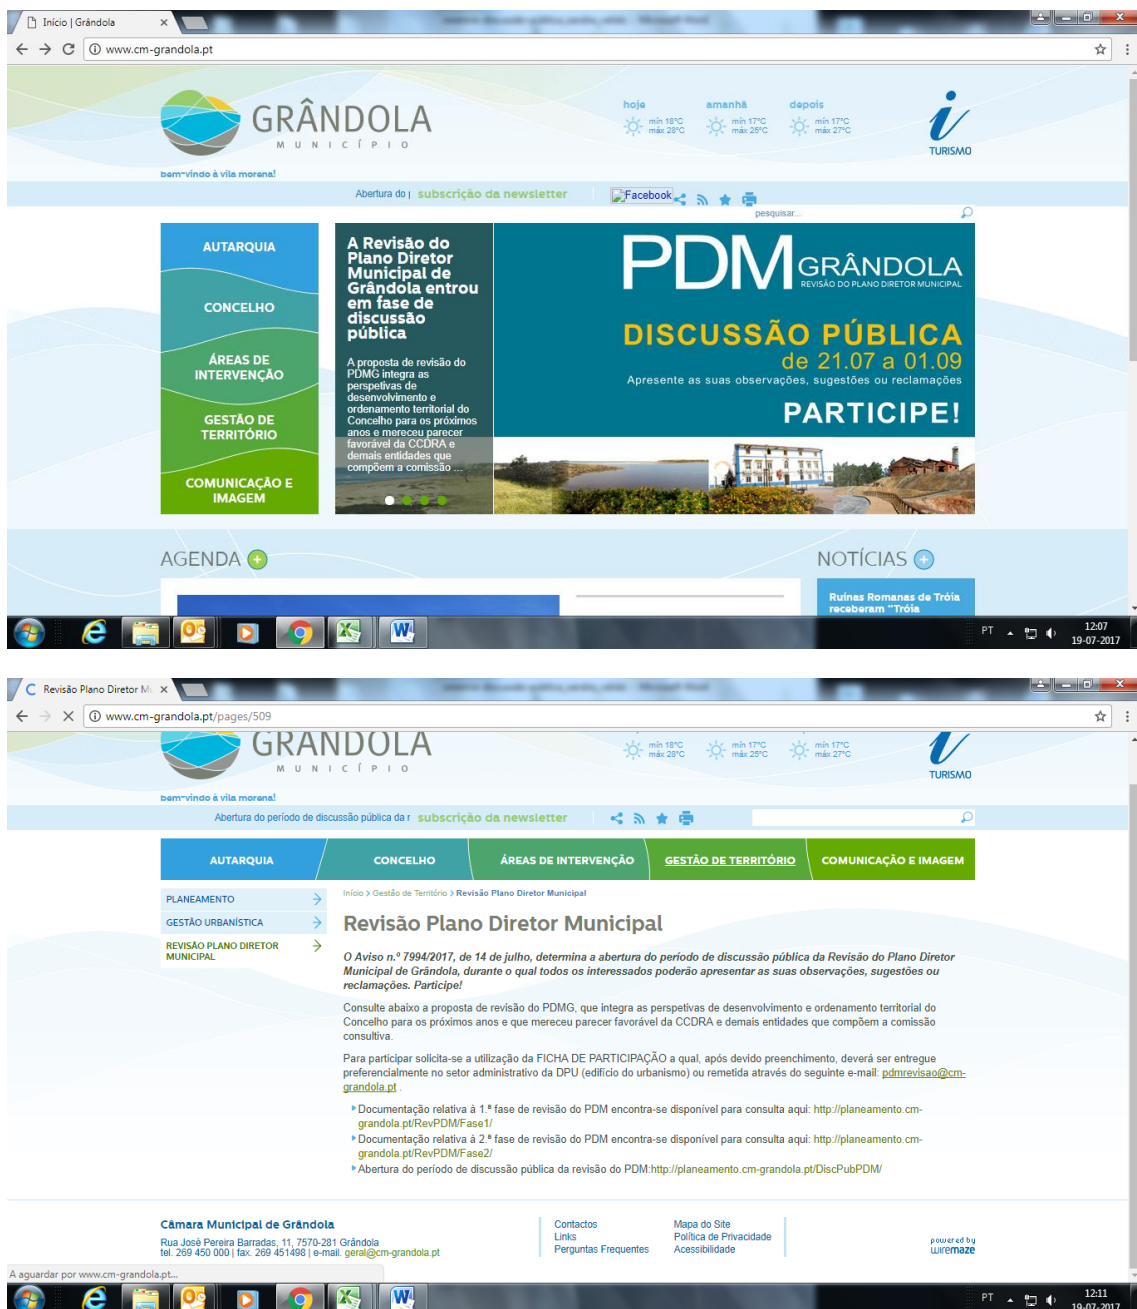 Início | Grândola
www.cm-grandola.pt
GRÂNDOLA
MUNICÍPIO
bem-vindo à vila morena!
hoje amanhã depois
mín 18ºC mín 17ºC mín 17ºC
máx 28ºC máx 25ºC máx 27ºC
i
TURISMO
Abertura do p subscrição da newsletter Facebook
pesquisar...
AUTARQUIA
CONCELHO
ÁREAS DE
INTERVENÇÃO
GESTÃO DE
TERRITÓRIO
COMUNICAÇÃO E
IMAGEM
A Revisão do
Plano Diretor
Municipal de
Grândola entrou
em fase de
discussão
pública
A proposta de revisão do
PDMG integra as
perspetivas de
desenvolvimento e
ordenamento territorial do
Concelho para os próximos
anos e mereceu parecer
favorável da CCDRA e
demais entidades que
compõem a comissão ...
PDM GRÂNDOLA
REVISÃO DO PLANO DIRETOR MUNICIPAL
DISCUSSÃO PÚBLICA
de 21.07 a 01.09
Apresente as suas observações, sugestões ou reclamações
PARTICIPE!
AGENDA
NOTÍCIAS
Ruínas Romanas de Tróia
receberam "Tróia
PT 12:07
19-07-2017
Revisão Plano Diretor Mu
www.cm-grandola.pt/pages/509
GRÂNDOLA
MUNICÍPIO
bem-vindo à vila morena!
mín 18ºC mín 17ºC mín 17ºC
máx 28ºC máx 25ºC máx 27ºC
TURISMO
Abertura do período de discussão pública da r subscrição da newsletter
AUTARQUIA CONCELHO ÁREAS DE INTERVENÇÃO GESTÃO DE TERRITÓRIO COMUNICAÇÃO E IMAGEM
PLANEAMENTO
GESTÃO URBANÍSTICA
REVISÃO PLANO DIRETOR
MUNICIPAL
Início > Gestão de Território > Revisão Plano Diretor Municipal
Revisão Plano Diretor Municipal
O Aviso n.º 7994/2017, de 14 de julho, determina a abertura do período de discussão pública da Revisão do Plano Diretor
Municipal de Grândola, durante o qual todos os interessados poderão apresentar as suas observações, sugestões ou
reclamações. Participe!
Consulte abaixo a proposta de revisão do PDMG, que integra as perspetivas de desenvolvimento e ordenamento territorial do
Concelho para os próximos anos e que mereceu parecer favorável da CCDRA e demais entidades que compõem a comissão
consultiva.
Para participar solicita-se a utilização da FICHA DE PARTICIPAÇÃO a qual, após devido preenchimento, deverá ser entregue
preferencialmente no setor administrativo da DPU (edifício do urbanismo) ou remetida através do seguinte e-mail: pdmrevisao@cm-
grandola.pt .
Documentação relativa à 1.ª fase de revisão do PDM encontra-se disponível para consulta aqui: http://planeamento.cm-
grandola.pt/RevPDM/Fase1/
Documentação relativa à 2.ª fase de revisão do PDM encontra-se disponível para consulta aqui: http://planeamento.cm-
grandola.pt/RevPDM/Fase2/
Abertura do período de discussão pública da revisão do PDM:http://planeamento.cm-grandola.pt/DiscPubPDM/
Câmara Municipal de Grândola
Rua José Pereira Barradas, 11, 7570-281 Grândola
tel. 269 450 000 | fax. 269 451498 | e-mail. geral@cm-grandola.pt
Contactos
Links
Perguntas Frequentes
Mapa do Site
Política de Privacidade
Acessibilidade
powered by
wiremaze
A aguardar por www.cm-grandola.pt...
PT 12:11
19-07-2017